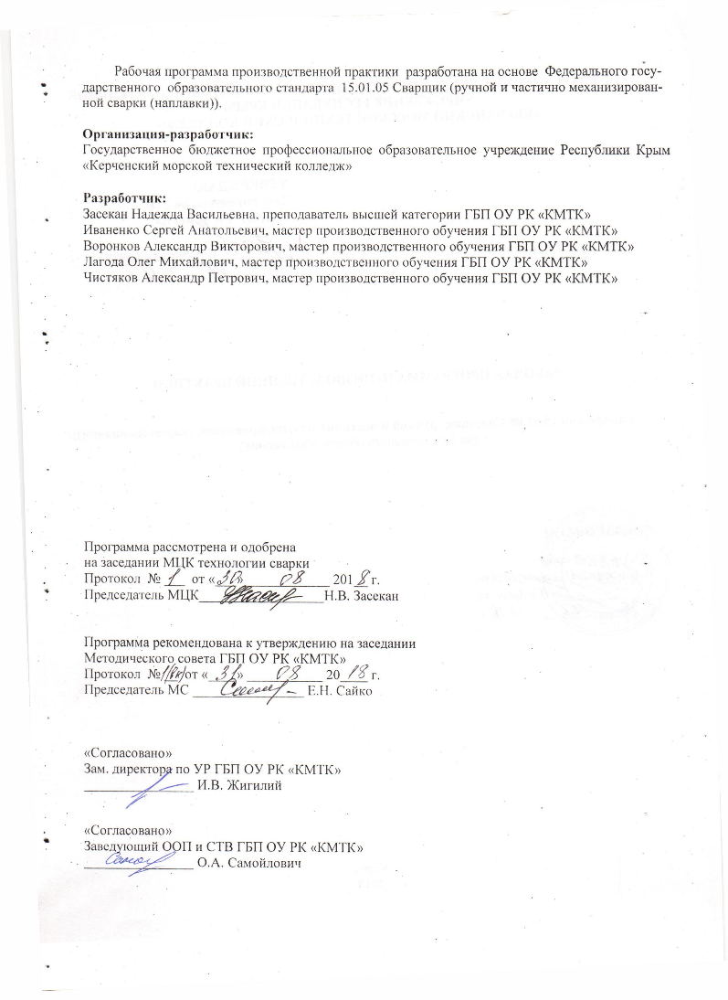 Рабочая программа производственной практики разработана на основе Федерального госу-
дарственного образовательного стандарта 15.01.05 Сварщик (ручной и частично механизирован-
ной сварки (наплавки)).
Организация-разработчик:
Государственное бюджетное профессиональное образовательное учреждение Республики Крым
«Керченский морской технический колледж»
Разработчик:
Засекан Надежда Васильевна, преподаватель высшей категории ГБП ОУ РК «КМТК»
Иваненко Сергей Анатольевич, мастер производственного обучения ГБП ОУ РК «КМТК»
Воронков Александр Викторович, мастер производственного обучения ГБП ОУ РК «КМТК»
Лагода Олег Михайлович, мастер производственного обучения ГБП ОУ РК «КМТК»
Чистяков Александр Петрович, мастер производственного обучения ГБП ОУ РК «КМТК»
Программа рассмотрена и одобрена
на заседании МЦК технологии сварки
Протокол № 1 от «30» 08 2018 г.
Председатель МЦК Н.В. Засекан
Программа рекомендована к утверждению на заседании
Методического совета ГБП ОУ РК «КМТК»
Протокол № от «31» 08 2018 г.
Председатель МС Е.Н. Сайко
«Согласовано»
Зам. директора по УР ГБП ОУ РК «КМТК»
И.В. Жигилий
«Согласовано»
Заведующий ООП и СТВ ГБП ОУ РК «КМТК»
О.А. Самойлович